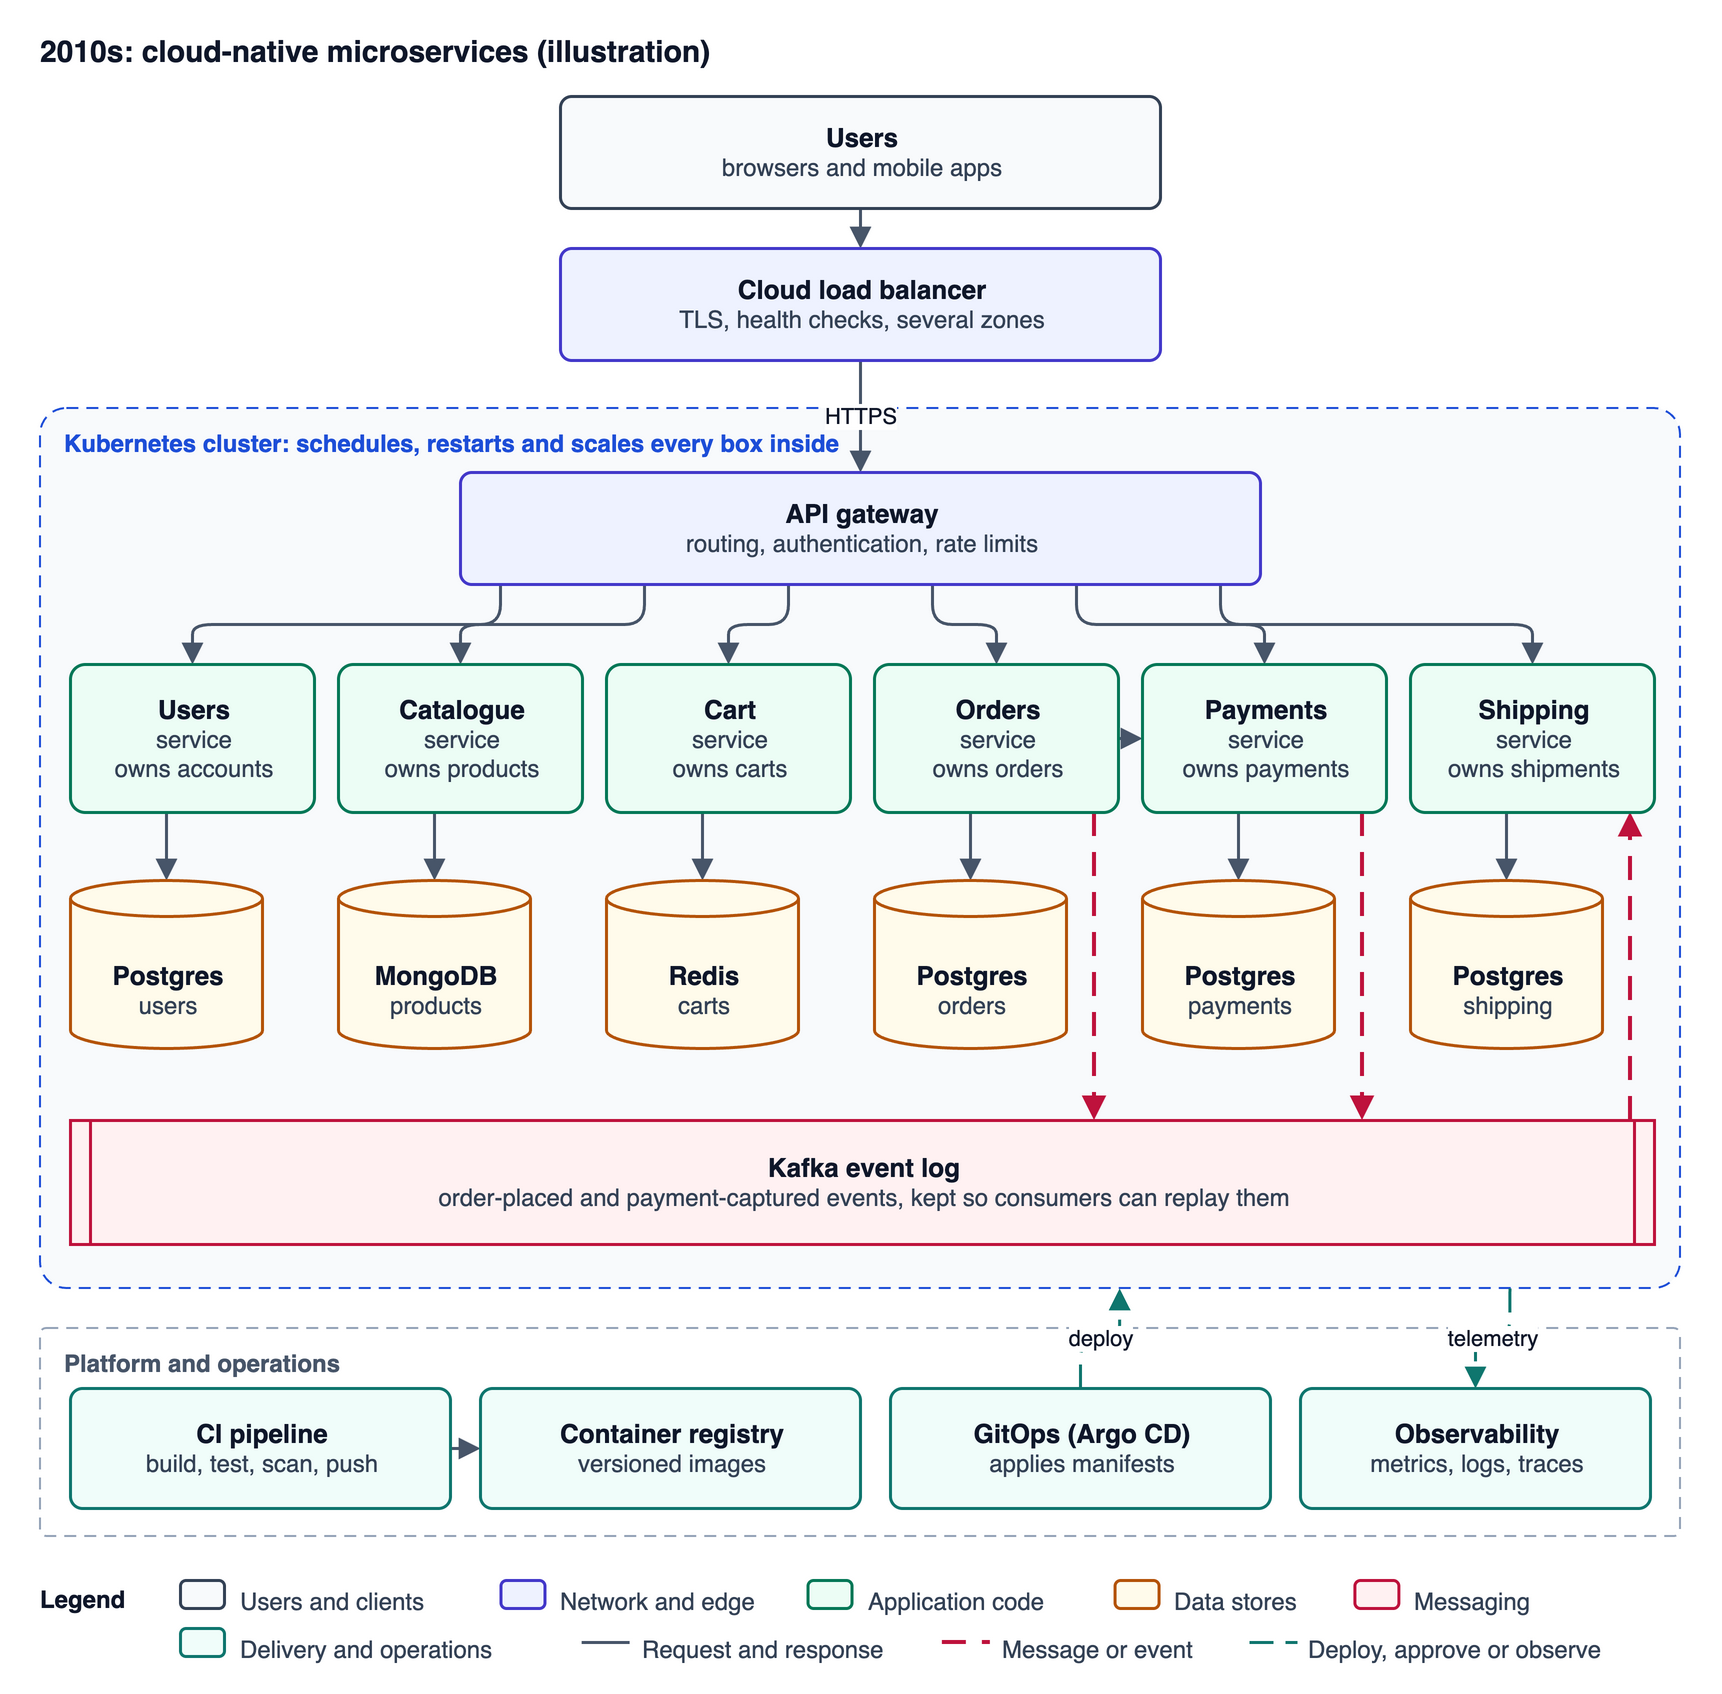 2010s: cloud-native microservices (illustration)
Users
browsers and mobile apps
Cloud load balancer
TLS, health checks, several zones
HTTPS
Kubernetes cluster: schedules, restarts and scales every box inside
API gateway
routing, authentication, rate limits
Users
service
owns accounts
Catalogue
service
owns products
Cart
service
owns carts
Orders
service
owns orders
Payments
service
owns payments
Shipping
service
owns shipments
Postgres
users
MongoDB
products
Redis
carts
Postgres
orders
Postgres
payments
Postgres
shipping
Kafka event log
order-placed and payment-captured events, kept so consumers can replay them
deploy
telemetry
Platform and operations
CI pipeline
build, test, scan, push
Container registry
versioned images
GitOps (Argo CD)
applies manifests
Observability
metrics, logs, traces
Legend
Users and clients
Network and edge
Application code
Data stores
Messaging
Delivery and operations
Request and response
Message or event
Deploy, approve or observe